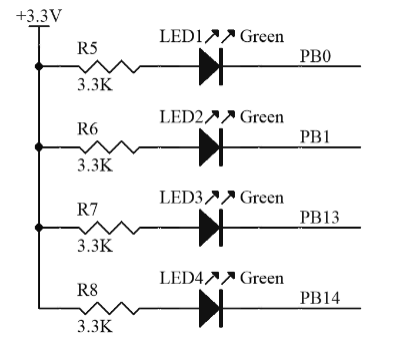 +3.3V
R5 LED1 Green PB0
3.3K
R6 LED2 Green PB1
3.3K
R7 LED3 Green PB13
3.3K
R8 LED4 Green PB14
3.3K